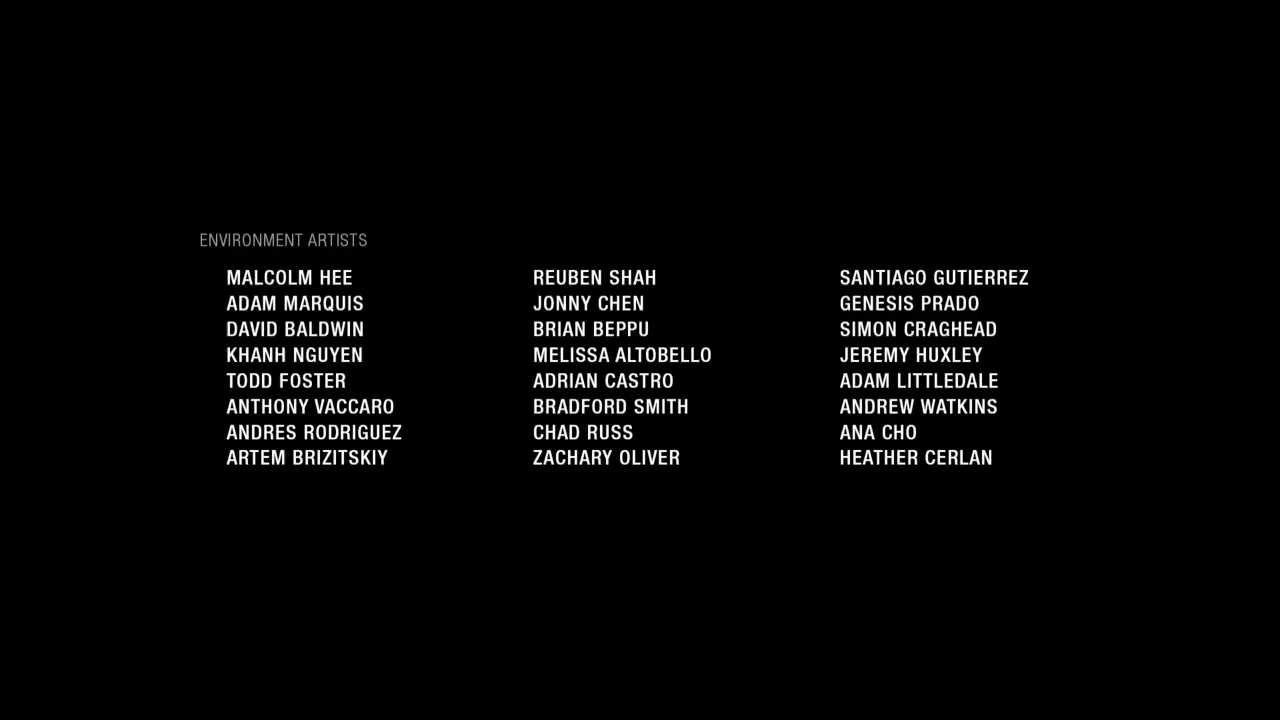 ENVIRONMENT ARTISTS
MALCOLM HEE
ADAM MARQUIS
DAVID BALDWIN
KHANH NGUYEN
TODD FOSTER
ANTHONY VACCARO
ANDRES RODRIGUEZ
ARTEM BRIZITSKIY
REUBEN SHAH
JONNY CHEN
BRIAN BEPPU
MELISSA ALTOBELLO
ADRIAN CASTRO
BRADFORD SMITH
CHAD RUSS
ZACHARY OLIVER
SANTIAGO GUTIERREZ
GENESIS PRADO
SIMON CRAGHEAD
JEREMY HUXLEY
ADAM LITTLEDALE
ANDREW WATKINS
ANA CHO
HEATHER CERLAN